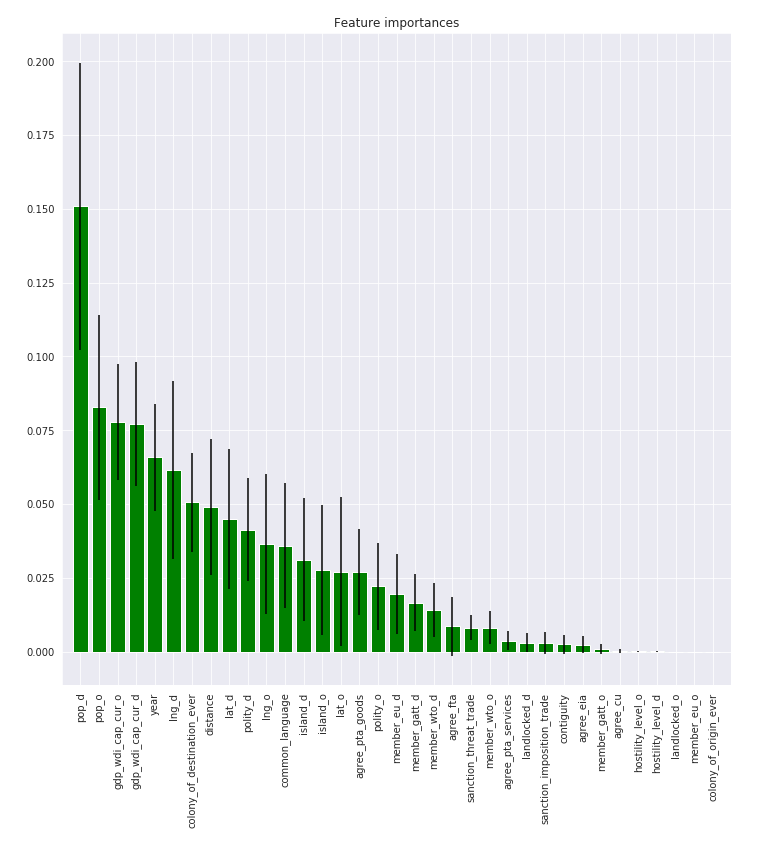 Feature importances
0.200
0.175
0.150
0.125
0.100
0.075
0.050
0.025
0.000
pop_d
pop_o
gdp_wdi_cap_cur_o
gdp_wdi_cap_cur_d
year
lng_d
colony_of_destination_ever
distance
lat_d
polity_d
lng_o
common_language
island_d
island_o
lat_o
agree_pta_goods
polity_o
member_eu_d
member_gatt_d
member_wto_d
agree_fta
sanction_threat_trade
member_wto_o
agree_pta_services
landlocked_d
sanction_imposition_trade
contiguity
agree_eia
member_gatt_o
agree_cu
hostility_level_o
hostility_level_d
landlocked_o
member_eu_o
colony_of_origin_ever